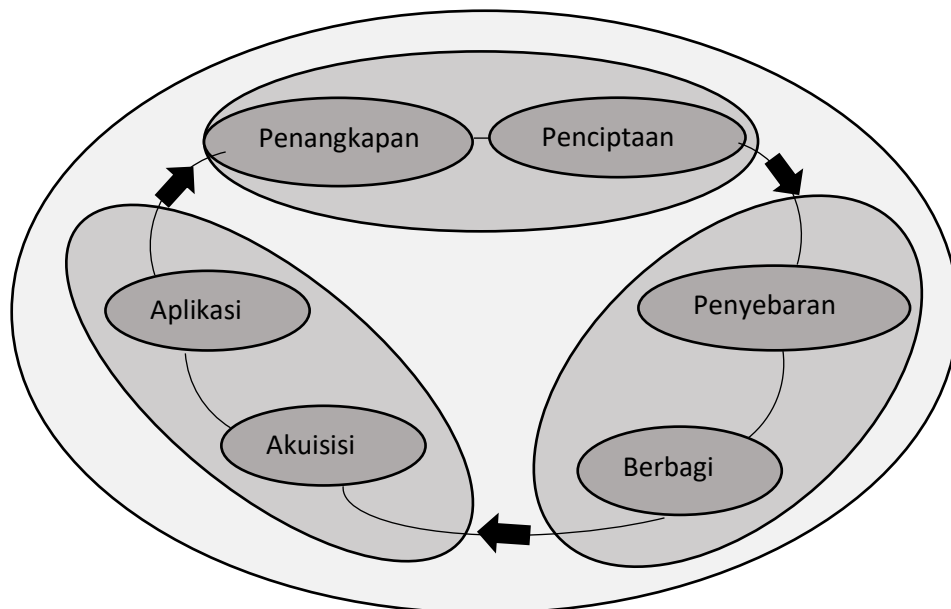 Penangkapan
Penciptaan
Penyebaran
Berbagi
Akuisisi
Aplikasi